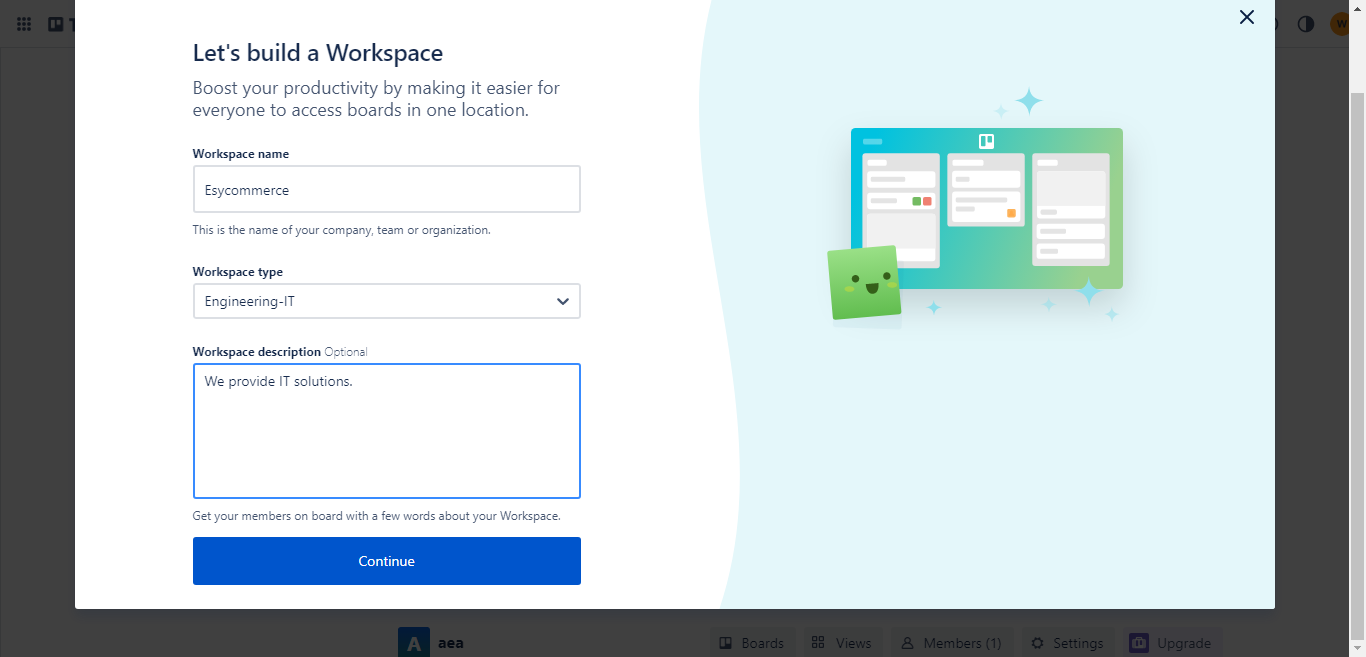 T
W
Let's build a Workspace
Boost your productivity by making it easier for
everyone to access boards in one location.
Workspace name
Esycommerce
This is the name of your company, team or organization.
Workspace type
Engineering-IT
Workspace description Optional
We provide IT solutions.
Get your members on board with a few words about your Workspace.
Continue
A aea Boards Views Members (1) Settings Upgrade